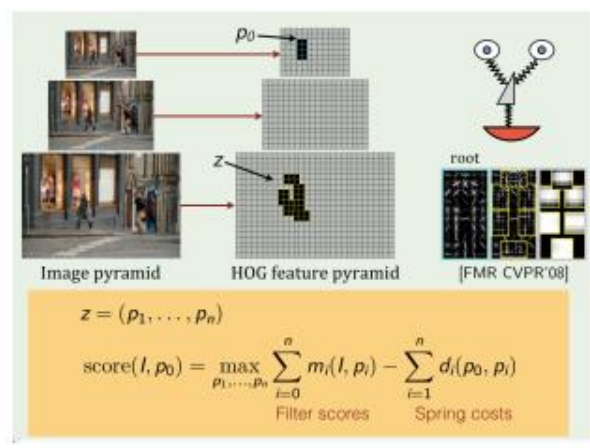 p₀
z
root
Image pyramid
HOG feature pyramid
[FMR CVPR'08]
z = (p₁, . . . , pₙ)
score(I, p₀) = max_{p₁,...,pₙ} ∑_{i=0}^{n} mᵢ(I, pᵢ) − ∑_{i=1}^{n} dᵢ(p₀, pᵢ)
Filter scores Spring costs